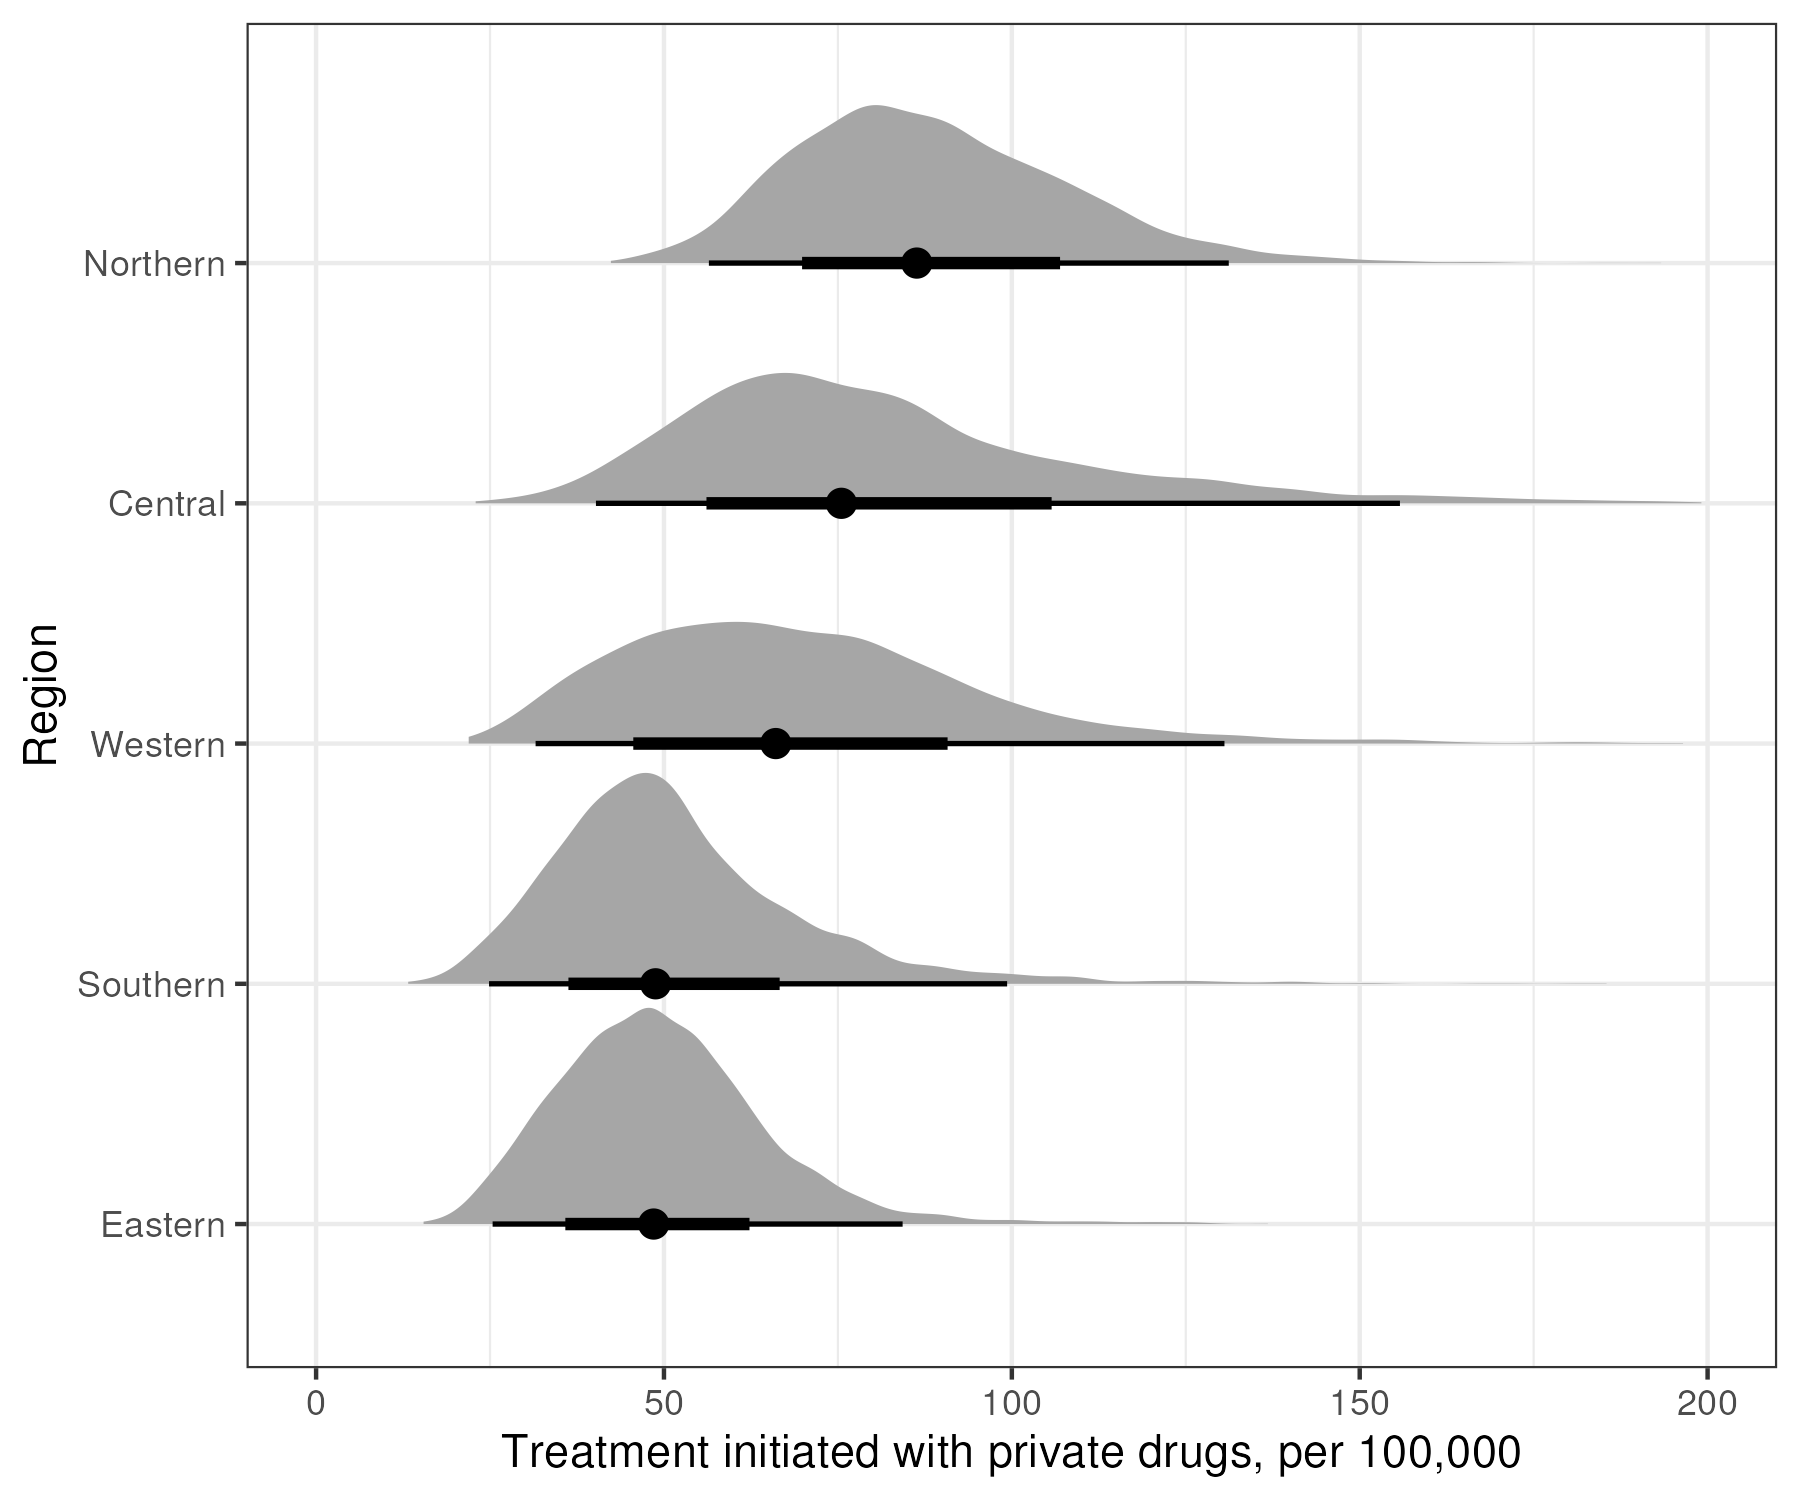 Region
Northern
Central
Western
Southern
Eastern
0 50 100 150 200
Treatment initiated with private drugs, per 100,000